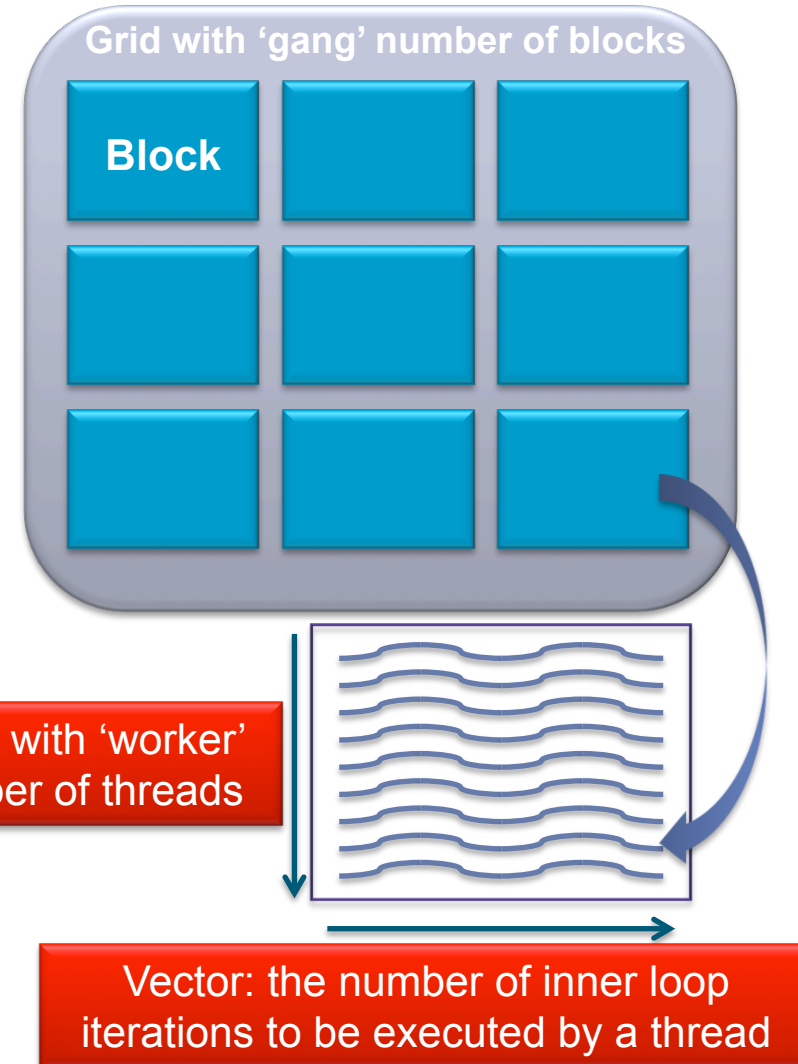 Grid with ‘gang’ number of blocks
Block
with ‘worker’
of threads
Vector: the number of inner loop
iterations to be executed by a thread